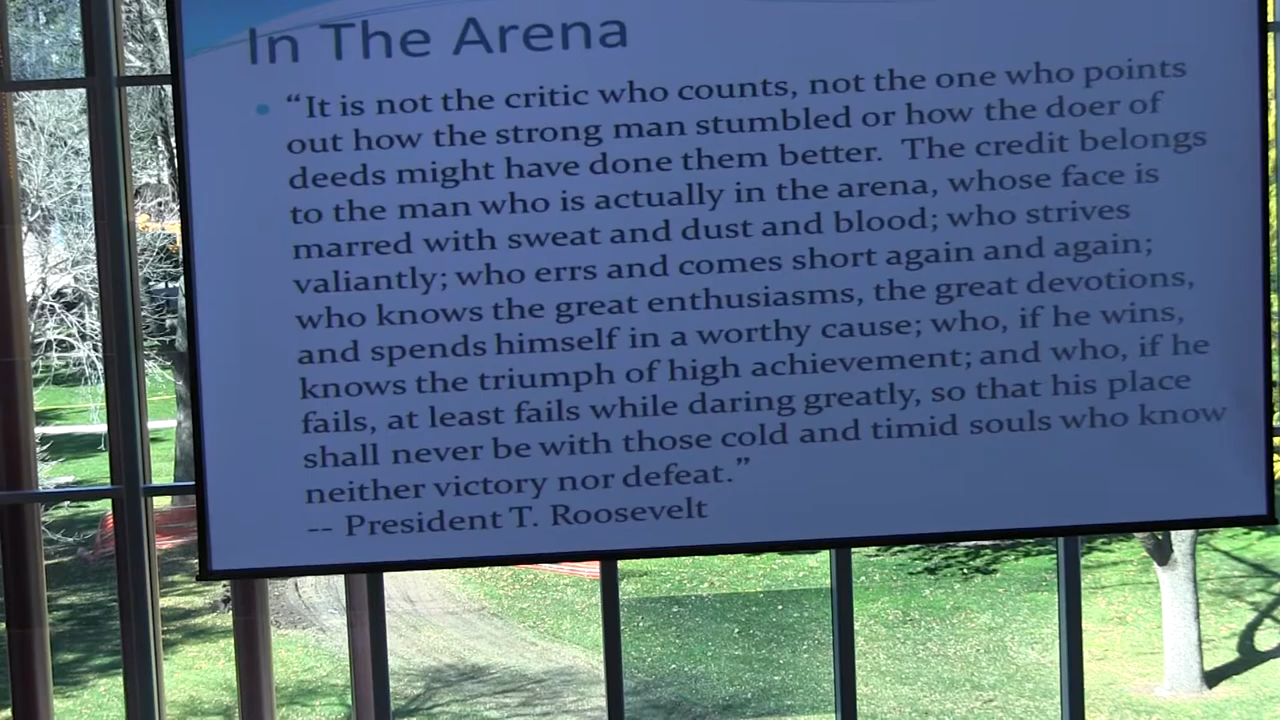 In The Arena
• “It is not the critic who counts, not the one who points
out how the strong man stumbled or how the doer of
deeds might have done them better.  The credit belongs
to the man who is actually in the arena, whose face is
marred with sweat and dust and blood; who strives
valiantly; who errs and comes short again and again;
who knows the great enthusiasms, the great devotions,
and spends himself in a worthy cause; who, if he wins,
knows the triumph of high achievement; and who, if he
fails, at least fails while daring greatly, so that his place
shall never be with those cold and timid souls who know
neither victory nor defeat.”
-- President T. Roosevelt